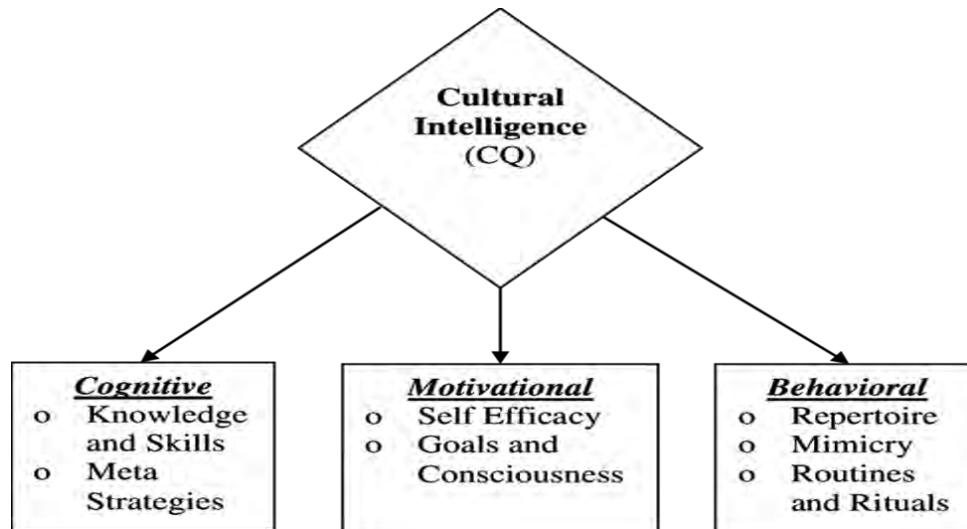 Cultural
Intelligence
(CQ)
Cognitive
o Knowledge
and Skills
o Meta
Strategies
Motivational
o Self Efficacy
o Goals and
Consciousness
Behavioral
o Repertoire
o Mimicry
o Routines
and Rituals